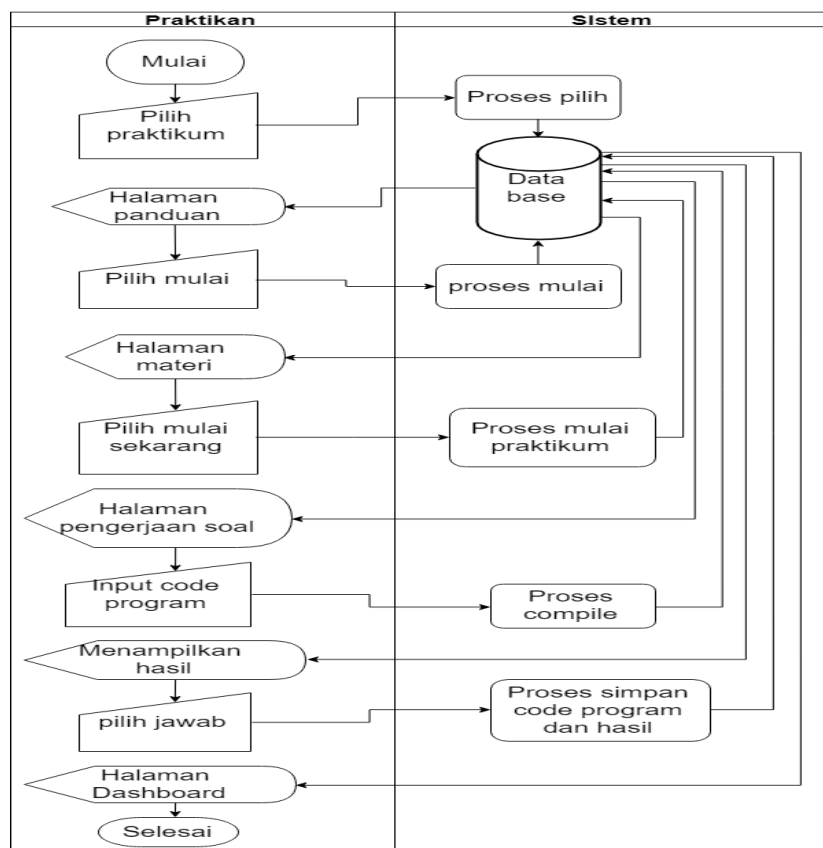 Praktikan
SIstem
Mulai
Pilih
praktikum
Proses pilih
Data
base
Halaman
panduan
Pilih mulai
proses mulai
Halaman
materi
Pilih mulai
sekarang
Proses mulai
praktikum
Halaman
pengerjaan soal
Input code
program
Proses
compile
Menampilkan
hasil
pilih jawab
Proses simpan
code program
dan hasil
Halaman
Dashboard
Selesai